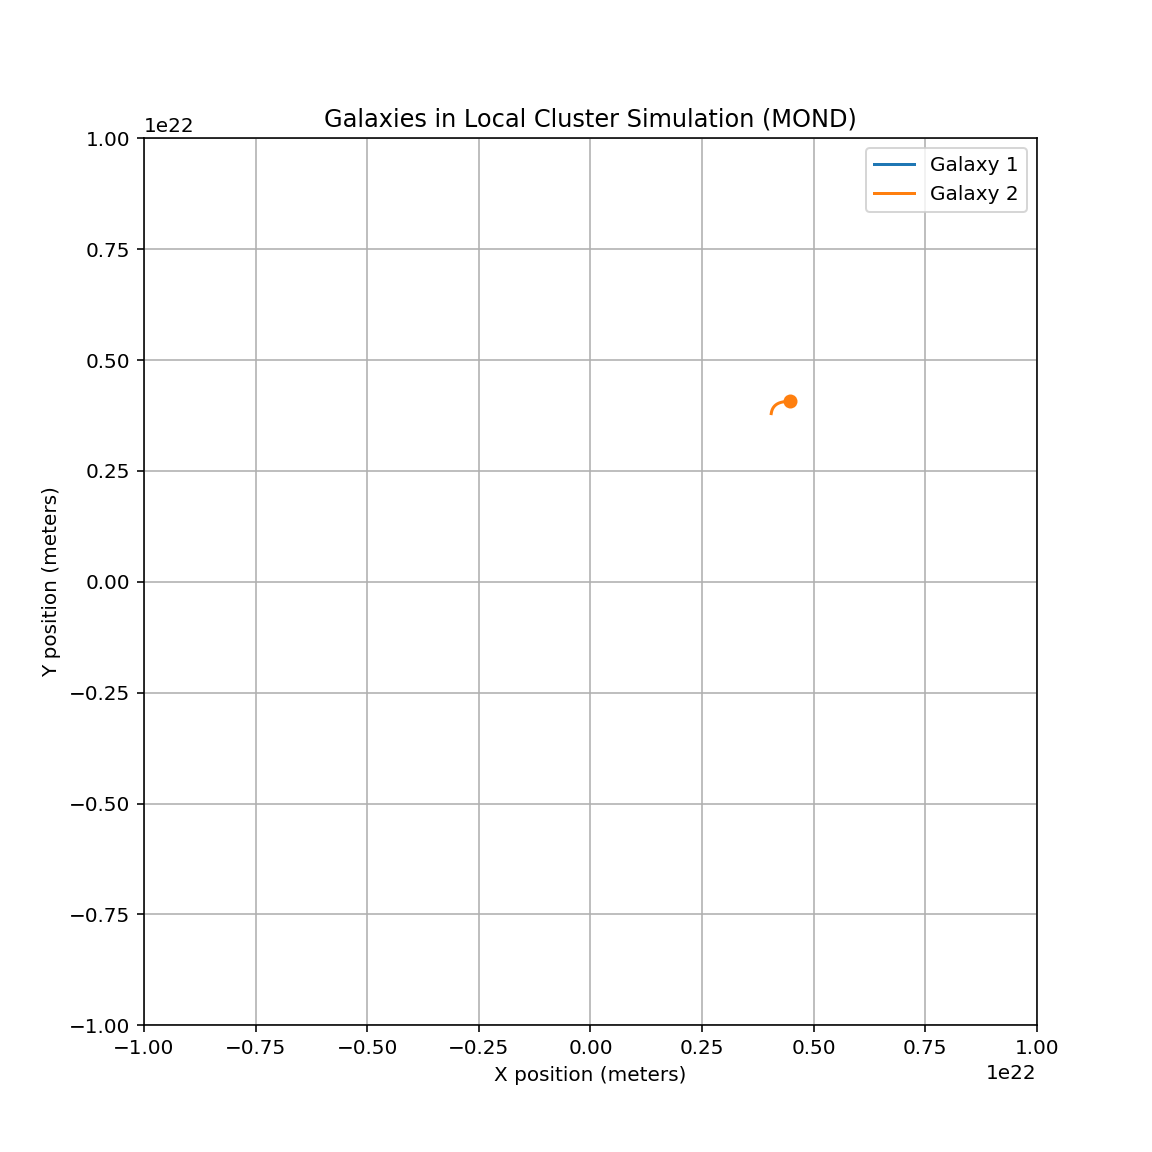 Galaxies in Local Cluster Simulation (MOND)
1e22
Galaxy 1
Galaxy 2
1.00
0.75
0.50
0.25
0.00
−0.25
−0.50
−0.75
−1.00
Y position (meters)
−1.00 −0.75 −0.50 −0.25 0.00 0.25 0.50 0.75 1.00
X position (meters)
1e22